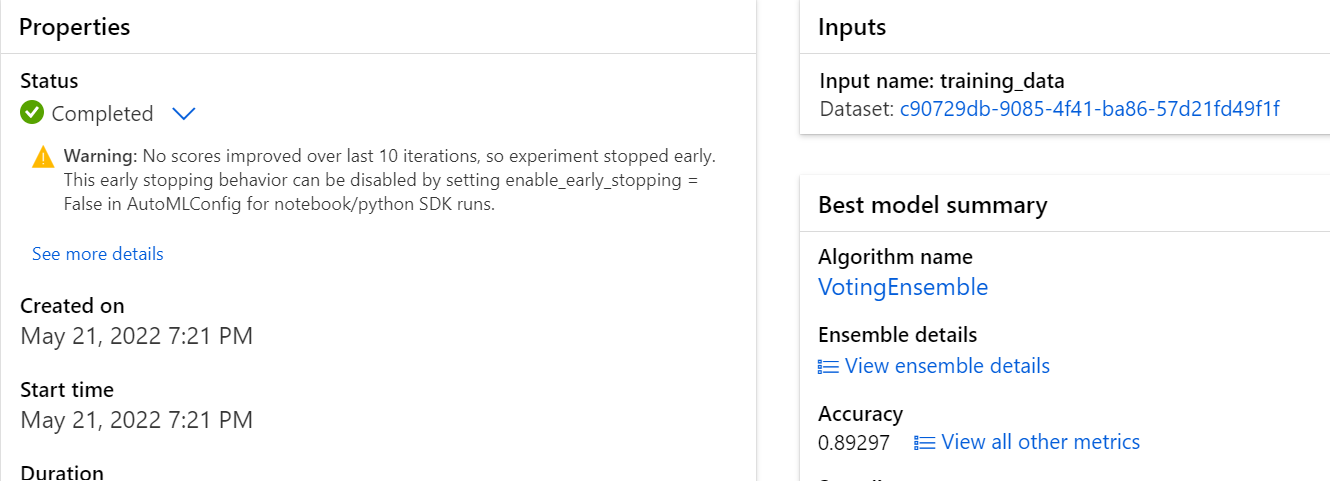 Properties
Status
Completed
Warning: No scores improved over last 10 iterations, so experiment stopped early.
This early stopping behavior can be disabled by setting enable_early_stopping =
False in AutoMLConfig for notebook/python SDK runs.
See more details
Created on
May 21, 2022 7:21 PM
Start time
May 21, 2022 7:21 PM
Duration
Inputs
Input name: training_data
Dataset: c90729db-9085-4f41-ba86-57d21fd49f1f
Best model summary
Algorithm name
VotingEnsemble
Ensemble details
View ensemble details
Accuracy
0.89297 View all other metrics